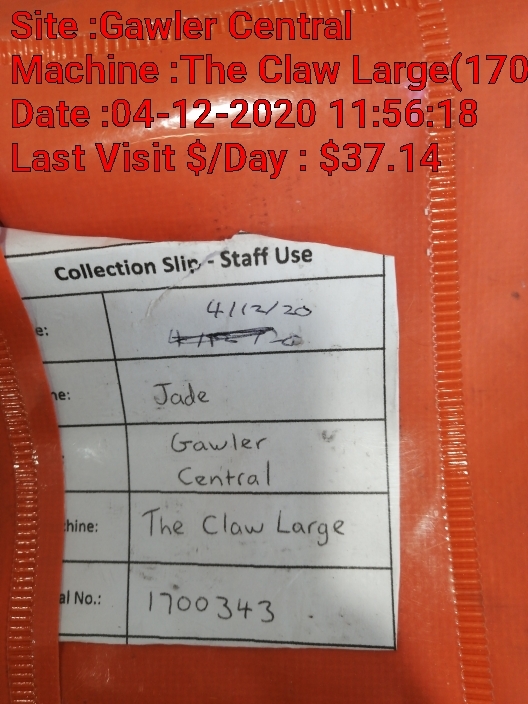 Site :Gawler Central
Machine :The Claw Large(170
Date :04-12-2020 11:56:18
Last Visit $/Day : $37.14
Collection Slip - Staff Use
e:
4/12/20
ne:
Jade
Gawler
Central
chine:
The Claw Large
al No.:
1700343